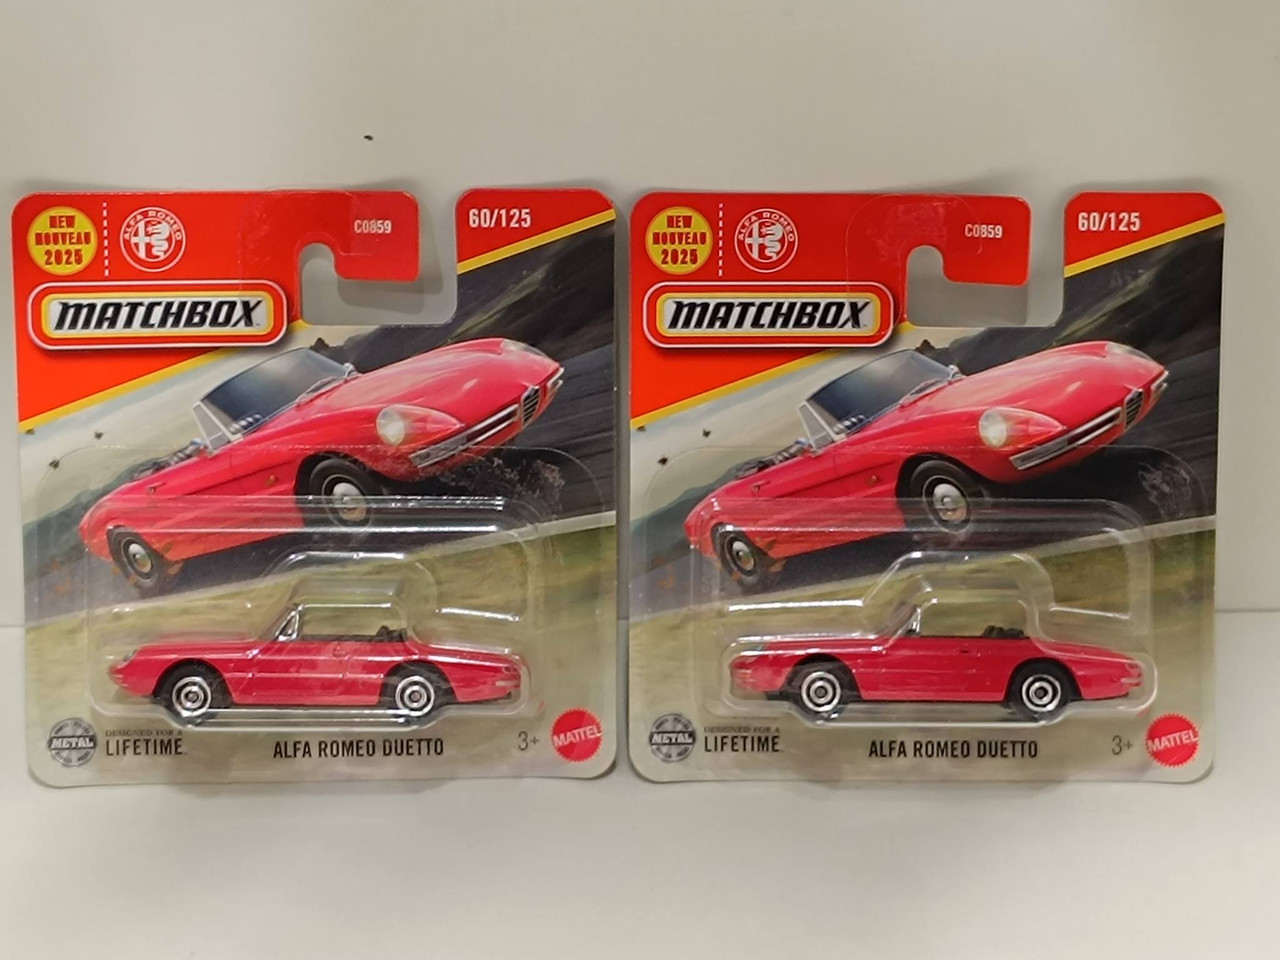 NEW
NOUVEAU
2025
ALFA ROMEO
C0859
60/125
MATCHBOX
METAL
DESIGNED FOR A
LIFETIME
ALFA ROMEO DUETTO
3+
MATTEL
NEW
NOUVEAU
2025
ALFA ROMEO
C0859
60/125
MATCHBOX
METAL
DESIGNED FOR A
LIFETIME
ALFA ROMEO DUETTO
3+
MATTEL